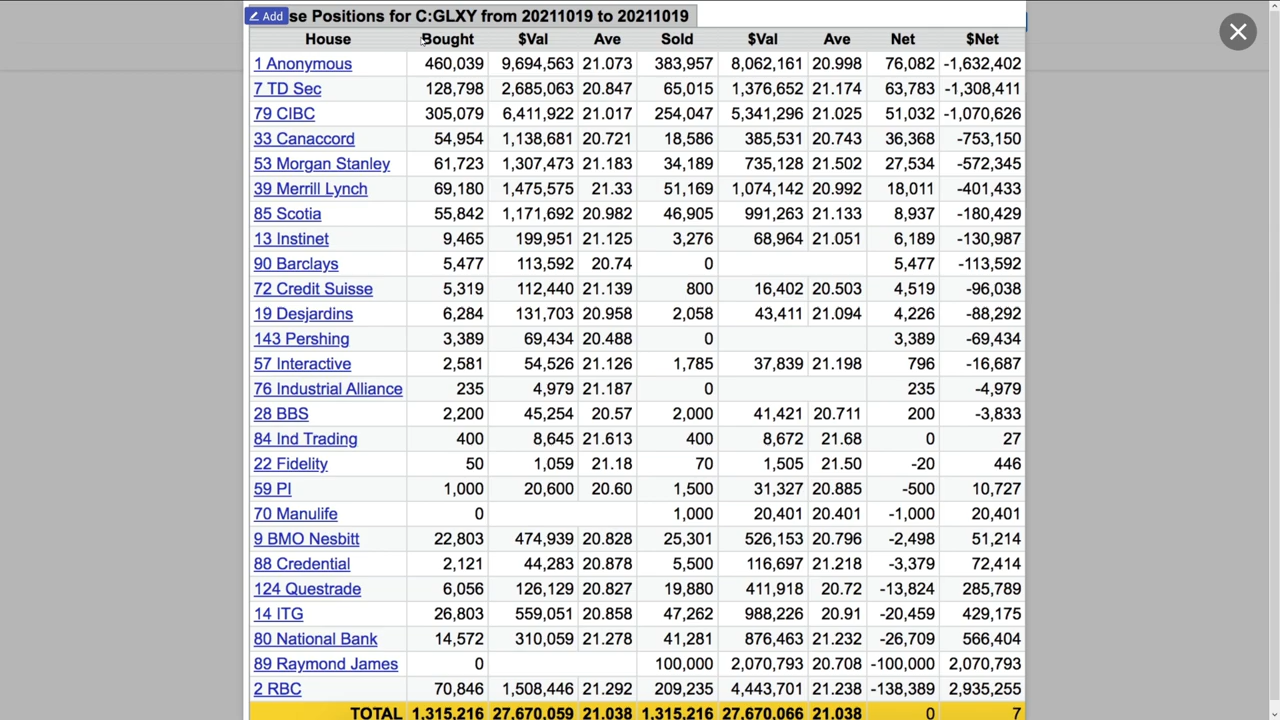 Add se Positions for C:GLXY from 20211019 to 20211019
House Bought $Val Ave Sold $Val Ave Net $Net
1 Anonymous 460,039 9,694,563 21.073 383,957 8,062,161 20.998 76,082 -1,632,402
7 TD Sec 128,798 2,685,063 20.847 65,015 1,376,652 21.174 63,783 -1,308,411
79 CIBC 305,079 6,411,922 21.017 254,047 5,341,296 21.025 51,032 -1,070,626
33 Canaccord 54,954 1,138,681 20.721 18,586 385,531 20.743 36,368 -753,150
53 Morgan Stanley 61,723 1,307,473 21.183 34,189 735,128 21.502 27,534 -572,345
39 Merrill Lynch 69,180 1,475,575 21.33 51,169 1,074,142 20.992 18,011 -401,433
85 Scotia 55,842 1,171,692 20.982 46,905 991,263 21.133 8,937 -180,429
13 Instinet 9,465 199,951 21.125 3,276 68,964 21.051 6,189 -130,987
90 Barclays 5,477 113,592 20.74 0 5,477 -113,592
72 Credit Suisse 5,319 112,440 21.139 800 16,402 20.503 4,519 -96,038
19 Desjardins 6,284 131,703 20.958 2,058 43,411 21.094 4,226 -88,292
143 Pershing 3,389 69,434 20.488 0 3,389 -69,434
57 Interactive 2,581 54,526 21.126 1,785 37,839 21.198 796 -16,687
76 Industrial Alliance 235 4,979 21.187 0 235 -4,979
28 BBS 2,200 45,254 20.57 2,000 41,421 20.711 200 -3,833
84 Ind Trading 400 8,645 21.613 400 8,672 21.68 0 27
22 Fidelity 50 1,059 21.18 70 1,505 21.50 -20 446
59 PI 1,000 20,600 20.60 1,500 31,327 20.885 -500 10,727
70 Manulife 0 1,000 20,401 20.401 -1,000 20,401
9 BMO Nesbitt 22,803 474,939 20.828 25,301 526,153 20.796 -2,498 51,214
88 Credential 2,121 44,283 20.878 5,500 116,697 21.218 -3,379 72,414
124 Questrade 6,056 126,129 20.827 19,880 411,918 20.72 -13,824 285,789
14 ITG 26,803 559,051 20.858 47,262 988,226 20.91 -20,459 429,175
80 National Bank 14,572 310,059 21.278 41,281 876,463 21.232 -26,709 566,404
89 Raymond James 0 100,000 2,070,793 20.708 -100,000 2,070,793
2 RBC 70,846 1,508,446 21.292 209,235 4,443,701 21.238 -138,389 2,935,255
TOTAL 1,315,216 27,670,059 21.038 1,315,216 27,670,066 21.038 0 7